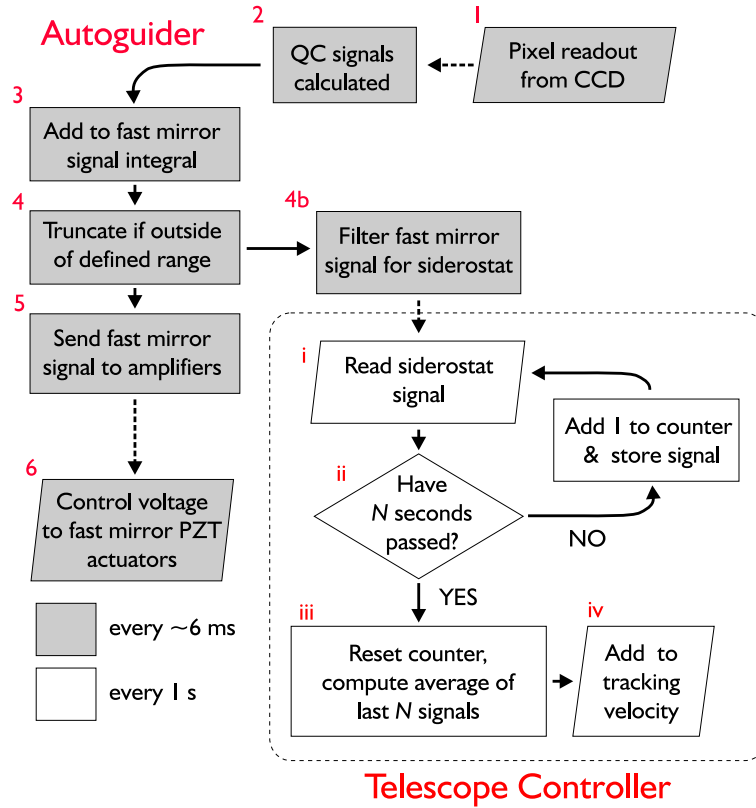 Autoguider
2
1
QC signals
calculated
Pixel readout
from CCD
3
Add to fast mirror
signal integral
4
Truncate if outside
of defined range
4b
Filter fast mirror
signal for siderostat
5
Send fast mirror
signal to amplifiers
i
Read siderostat
signal
Add 1 to counter
& store signal
6
Control voltage
to fast mirror PZT
actuators
ii
Have
N seconds
passed?
NO
YES
every ~6 ms
every 1 s
iii
Reset counter,
compute average of
last N signals
iv
Add to
tracking
velocity
Telescope Controller